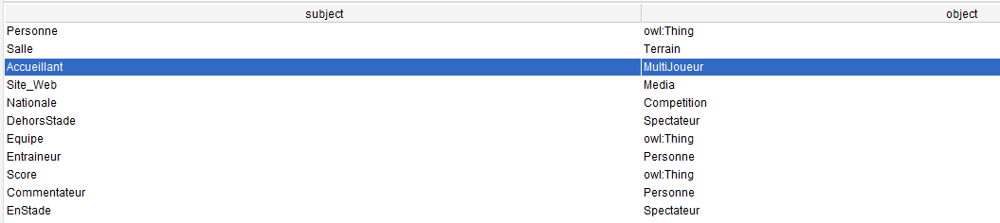 subject object
Personne owl:Thing
Salle Terrain
Accueillant MultiJoueur
Site_Web Media
Nationale Competition
DehorsStade Spectateur
Equipe owl:Thing
Entraineur Personne
Score owl:Thing
Commentateur Personne
EnStade Spectateur